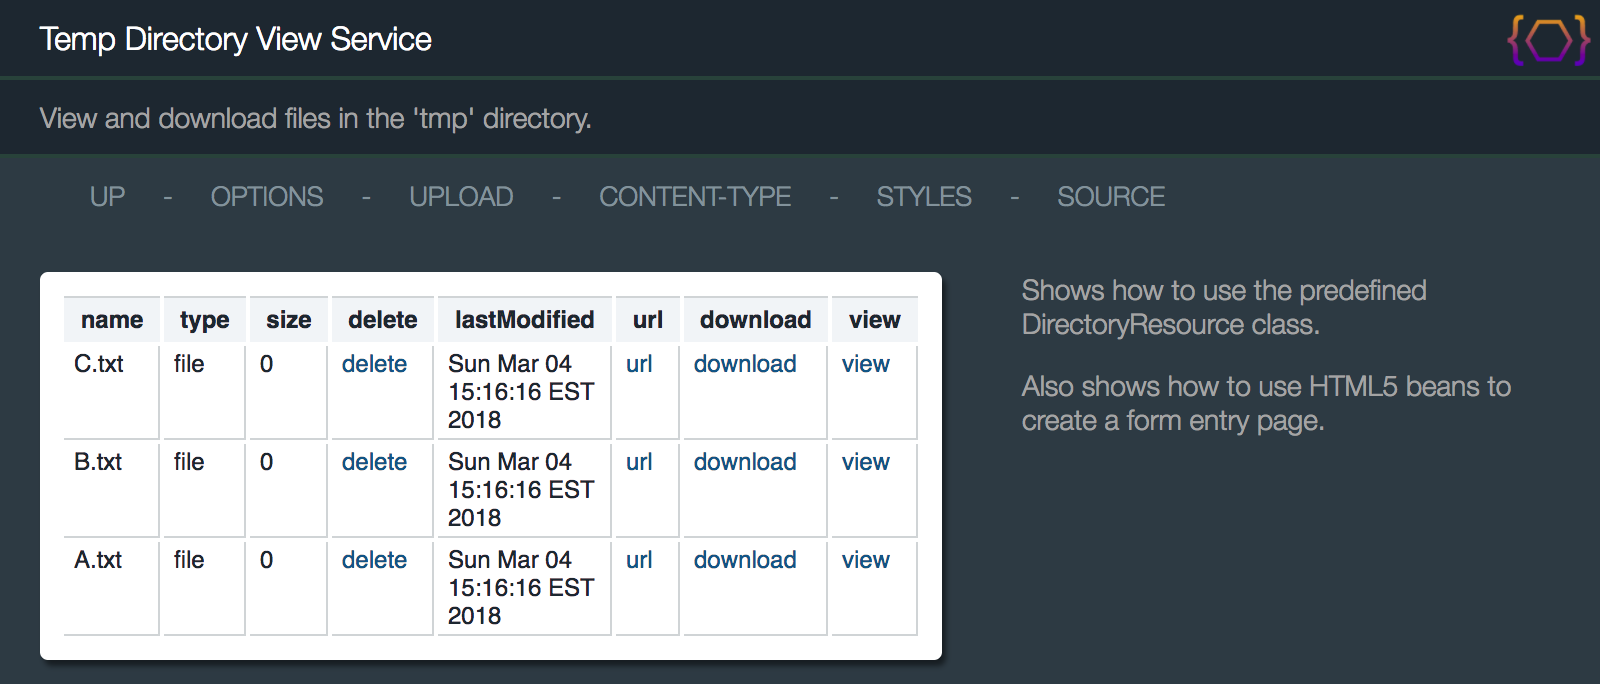 Temp Directory View Service
View and download files in the 'tmp' directory.
UP - OPTIONS - UPLOAD - CONTENT-TYPE - STYLES - SOURCE
name type size delete lastModified url download view
C.txt file 0 delete Sun Mar 04 url download view
15:16:16 EST
2018
B.txt file 0 delete Sun Mar 04 url download view
15:16:16 EST
2018
A.txt file 0 delete Sun Mar 04 url download view
15:16:16 EST
2018
Shows how to use the predefined
DirectoryResource class.
Also shows how to use HTML5 beans to
create a form entry page.